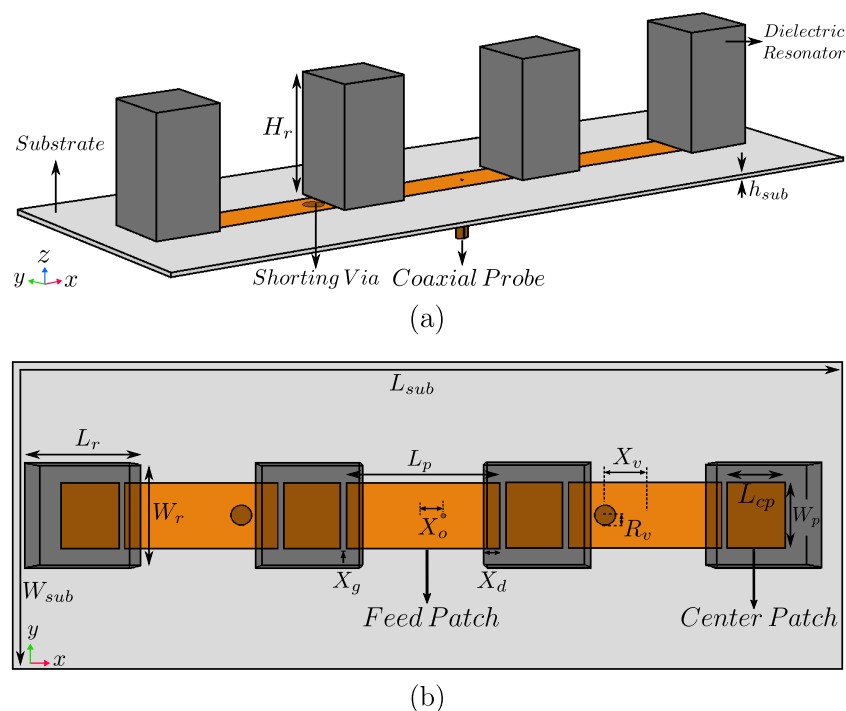 Dielectric
Resonator
H_r
Substrate
h_sub
z
y x
Shorting Via Coaxial Probe
(a)
L_sub
L_r
L_p
X_v
L_cp
W_r
W_p
X_o
R_v
X_g
X_d
W_sub
Feed Patch
Center Patch
y
x
(b)